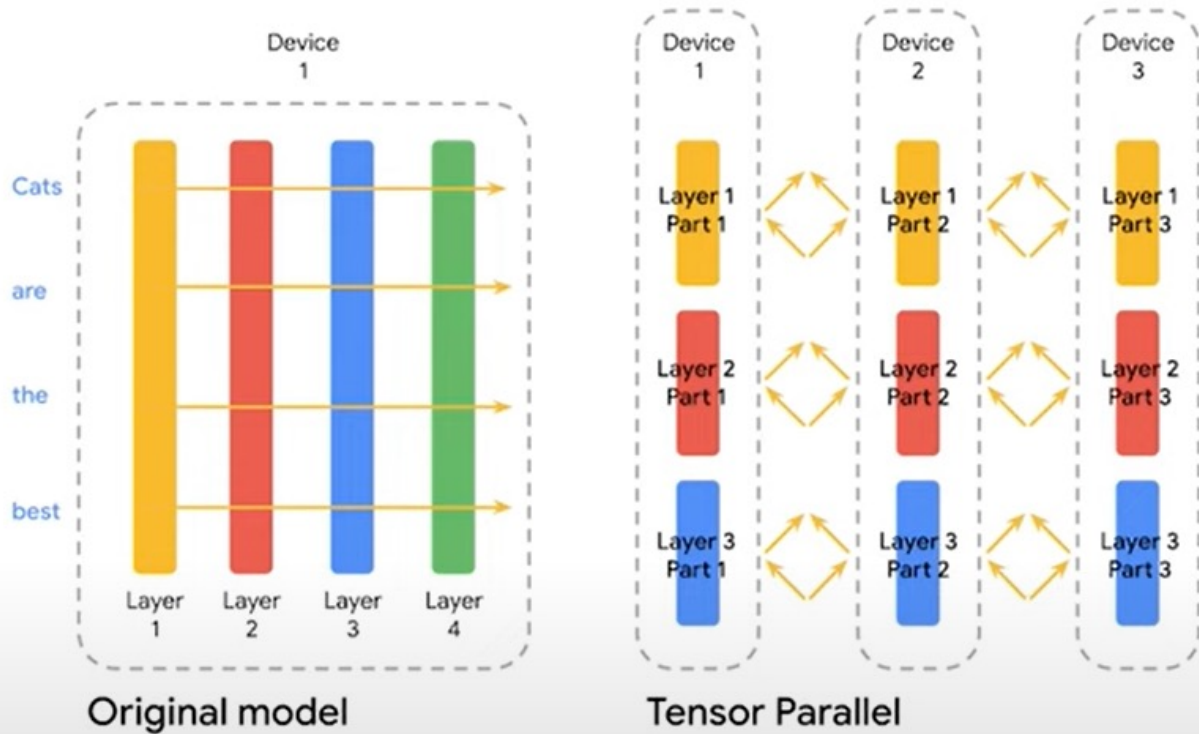 Device
1
Cats
are
the
best
Layer
1
Layer
2
Layer
3
Layer
4
Original model
Device
1
Device
2
Device
3
Layer 1
Part 1
Layer 1
Part 2
Layer 1
Part 3
Layer 2
Part 1
Layer 2
Part 2
Layer 2
Part 3
Layer 3
Part 1
Layer 3
Part 2
Layer 3
Part 3
Tensor Parallel